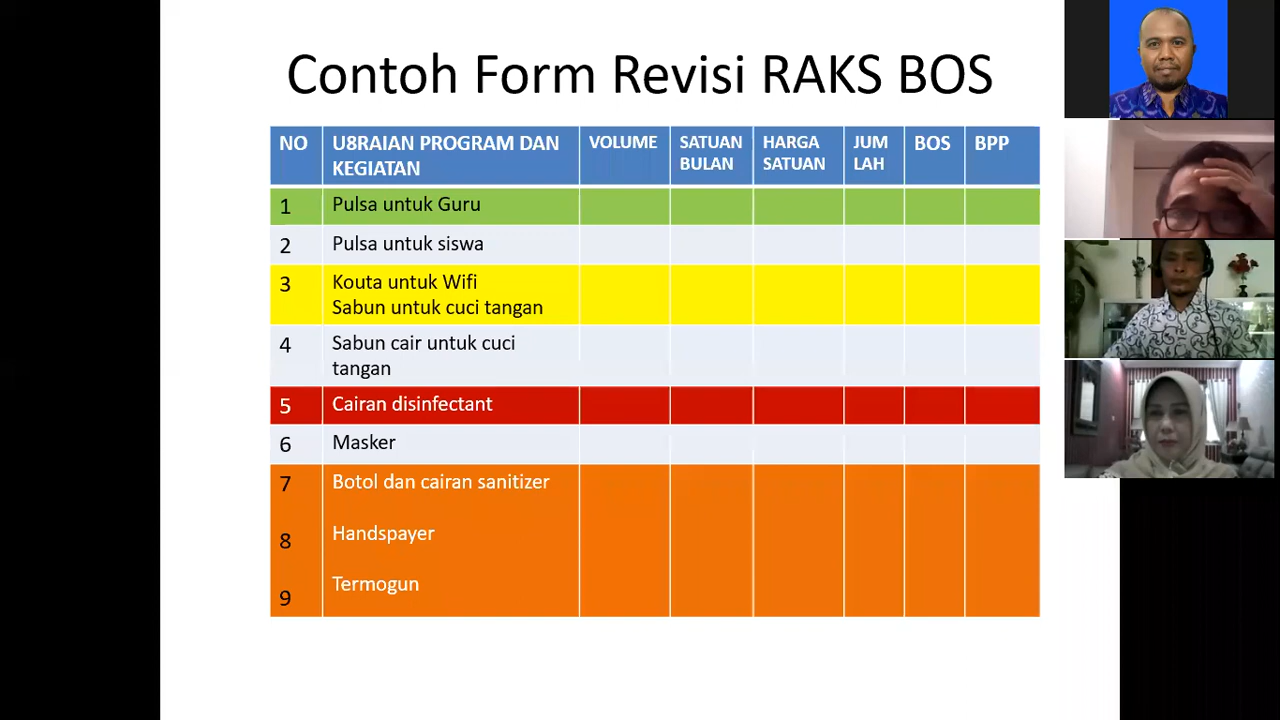 Contoh Form Revisi RAKS BOS
NO U8RAIAN PROGRAM DAN KEGIATAN VOLUME SATUAN BULAN HARGA SATUAN JUM LAH BOS BPP
1 Pulsa untuk Guru
2 Pulsa untuk siswa
3 Kouta untuk Wifi
Sabun untuk cuci tangan
4 Sabun cair untuk cuci
tangan
5 Cairan disinfectant
6 Masker
7 Botol dan cairan sanitizer
8 Handspayer
9 Termogun